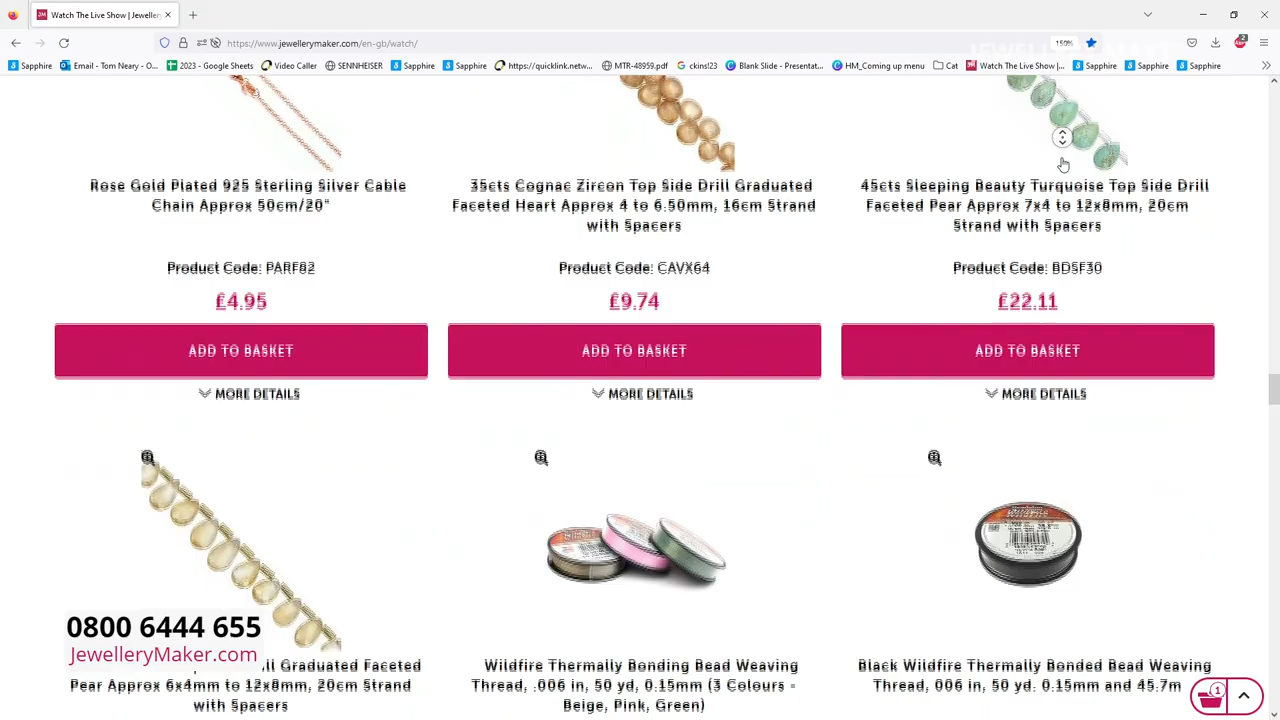 Watch The Live Show | Jeweller
https://www.jewellerymaker.com/en-gb/watch/
150%
2
Sapphire
Email - Tom Neary - O...
2023 - Google Sheets
Video Caller
SENNHEISER
Sapphire
Sapphire
https://quicklink.netw...
MTR-48959.pdf
ckins!23
Blank Slide - Presentat...
HM_Coming up menu
Cat
Watch The Live Show |...
Sapphire
Sapphire
Sapphire
Rose Gold Plated 925 Sterling Silver Cable
Chain Approx 50cm/20"
Product Code: PARF82
£4.95
ADD TO BASKET
MORE DETAILS
35cts Cognac Zircon Top Side Drill Graduated
Faceted Heart Approx 4 to 6.50mm, 16cm Strand
with Spacers
Product Code: CAVX64
£9.74
ADD TO BASKET
MORE DETAILS
45cts Sleeping Beauty Turquoise Top Side Drill
Faceted Pear Approx 7x4 to 12x8mm, 20cm
Strand with Spacers
Product Code: BDSF30
£22.11
ADD TO BASKET
MORE DETAILS
0800 6444 655
JewelleryMaker.com
Graduated Faceted
Pear Approx 6x4mm to 12x8mm, 20cm Strand
with Spacers
Wildfire Thermally Bonding Bead Weaving
Thread, .006 in, 50 yd, 0.15mm (3 Colours -
Beige, Pink, Green)
Black Wildfire Thermally Bonded Bead Weaving
Thread, 006 in, 50 yd. 0.15mm and 45.7m
1